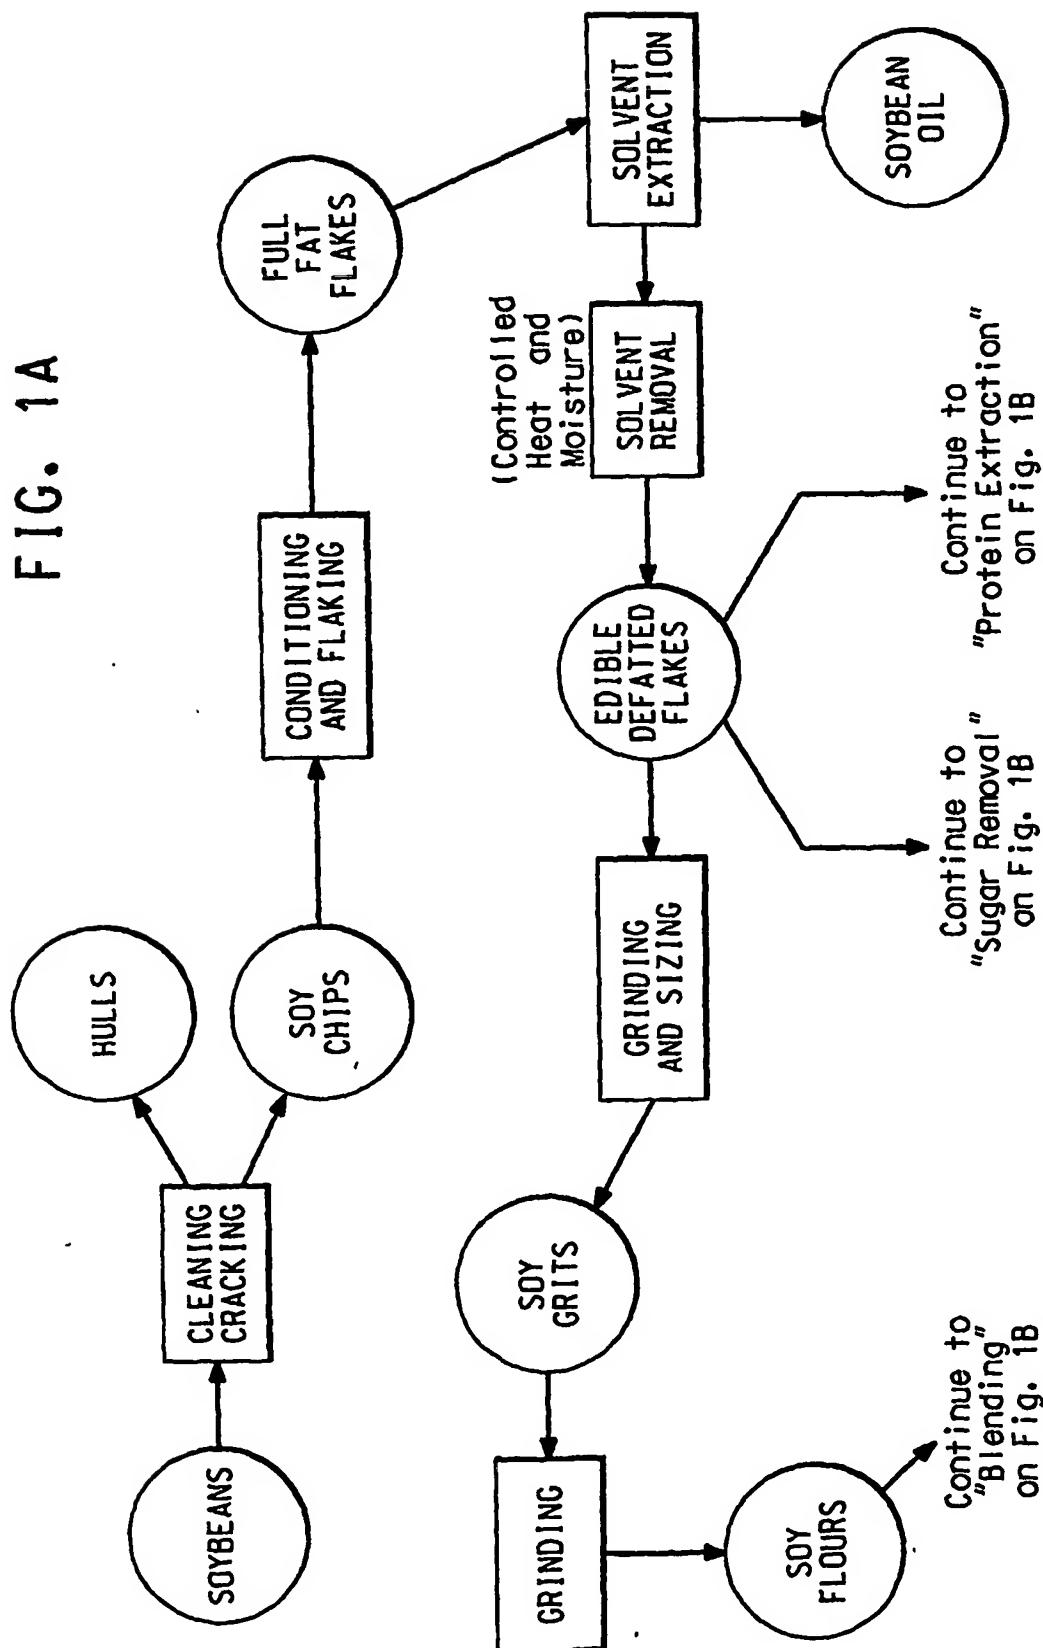 FIG. 1A
SOYBEANS
CLEANING
CRACKING
HULLS
SOY
CHIPS
CONDITIONING
AND FLAKING
FULL
FAT
FLAKES
SOLVENT
EXTRACTION
SOYBEAN
OIL
(Controlled
Heat and
Moisture)
SOLVENT
REMOVAL
EDIBLE
DEFATTED
FLAKES
Continue to
"Protein Extraction"
on Fig. 1B
Continue to
"Sugar Removal"
on Fig. 1B
GRINDING
AND SIZING
SOY
GRITS
GRINDING
SOY
FLOURS
Continue to
"Blending"
on Fig. 1B